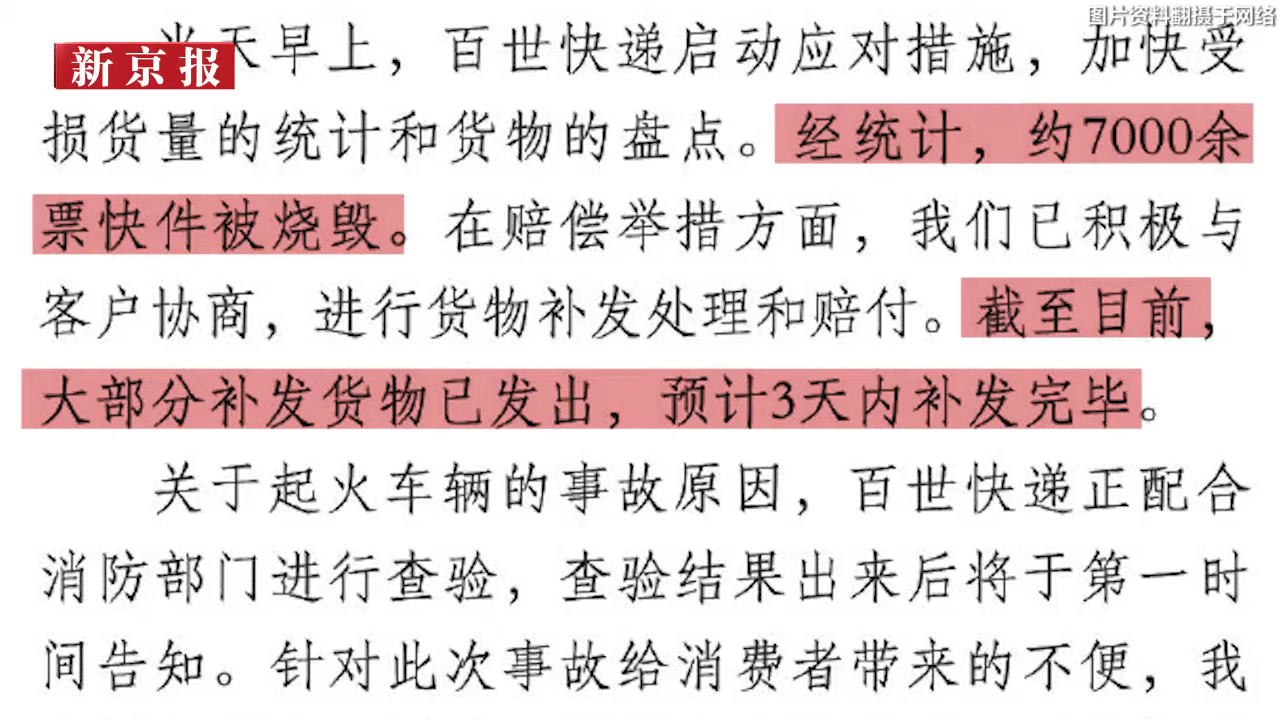 图片资料翻摄于网络
新京报
当天早上，百世快递启动应对措施，加快受
损货量的统计和货物的盘点。经统计，约7000余
票快件被烧毁。在赔偿举措方面，我们已积极与
客户协商，进行货物补发处理和赔付。截至目前，
大部分补发货物已发出，预计3天内补发完毕。
关于起火车辆的事故原因，百世快递正配合
消防部门进行查验，查验结果出来后将于第一时
间告知。针对此次事故给消费者带来的不便，我